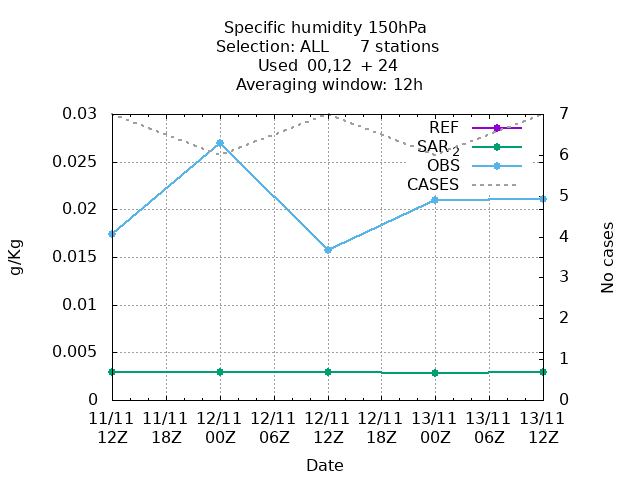 Specific humidity 150hPa
Selection: ALL 7 stations
Used 00,12 + 24
Averaging window: 12h
0.03
0.025
0.02
0.015
0.01
0.005
0
g/Kg
7
6
5
4
3
2
1
0
No cases
REF
SAR 2
OBS
CASES
11/11 11/11 12/11 12/11 12/11 12/11 13/11 13/11 13/11
12Z 18Z 00Z 06Z 12Z 18Z 00Z 06Z 12Z
Date